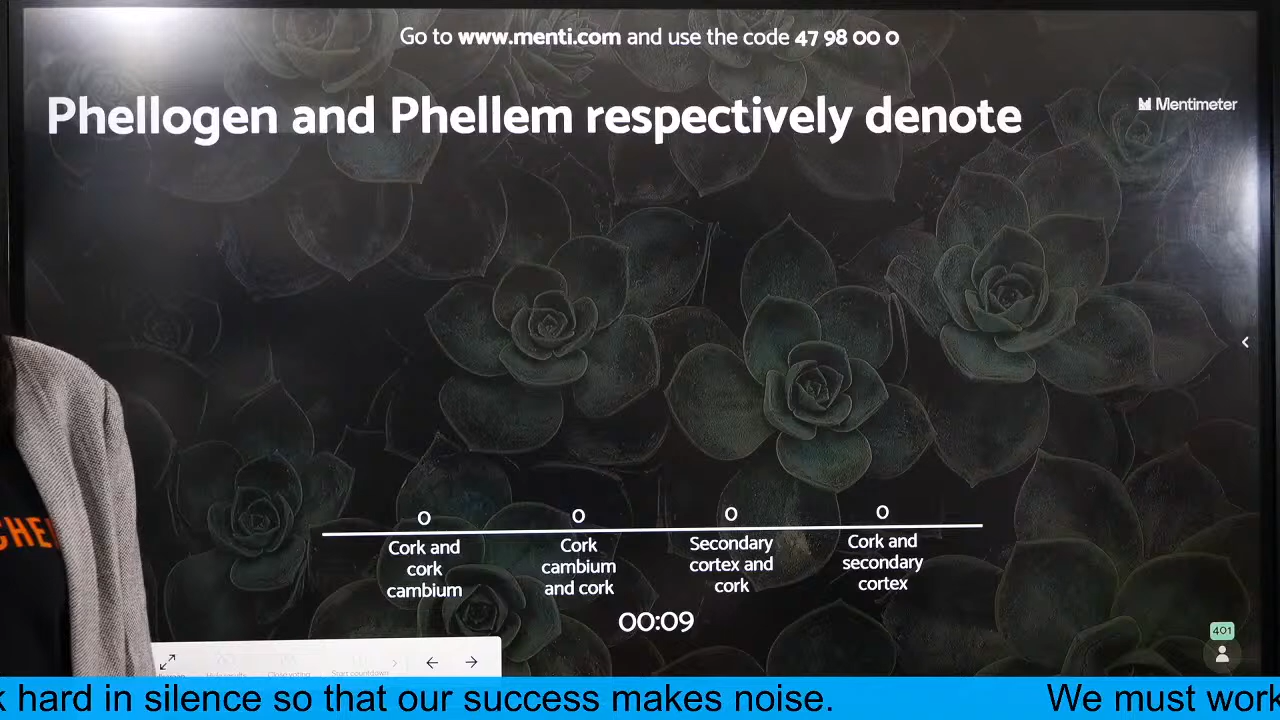 Go to www.menti.com and use the code 47 98 00 0
Mentimeter
Phellogen and Phellem respectively denote
0 0 0 0
Cork and
cork
cambium
Cork
cambium
and cork
Secondary
cortex and
cork
Cork and
secondary
cortex
00:09
401
Start countdown
hard in silence so that our success makes noise.
We must work